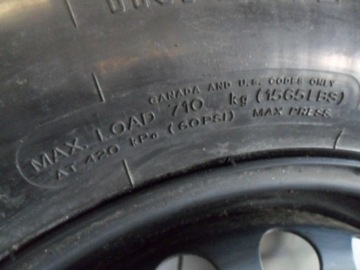 CANADA AND U.S. CODES ONLY
MAX. LOAD 710 kg (1565LBS)
AT 420 kPa (60PSI) MAX PRESS.